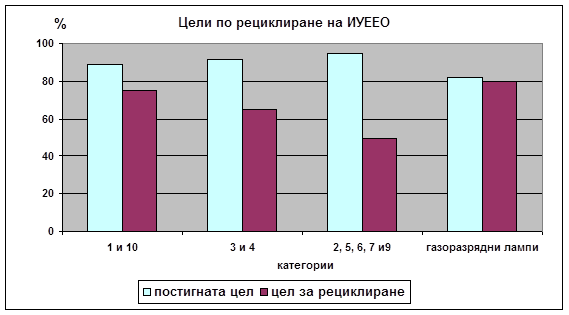 Цели по рециклиране на ИУЕЕО
%
100
80
60
40
20
0
1 и 10
3 и 4
2, 5, 6, 7 и9
газоразрядни лампи
категории
постигната цел
цел за рециклиране